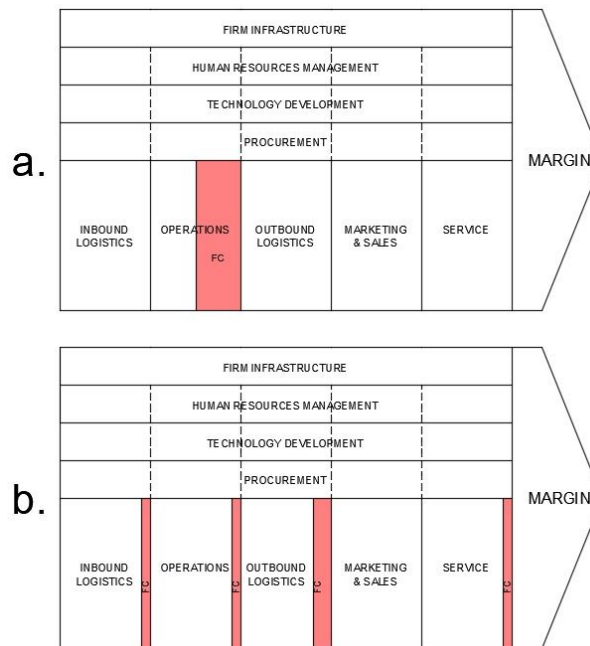 a.
FIRM INFRASTRUCTURE
HUMAN RESOURCES MANAGEMENT
TECHNOLOGY DEVELOPMENT
PROCUREMENT
INBOUND LOGISTICS
OPERATIONS
FC
OUTBOUND LOGISTICS
MARKETING & SALES
SERVICE
MARGIN
b.
FIRM INFRASTRUCTURE
HUMAN RESOURCES MANAGEMENT
TECHNOLOGY DEVELOPMENT
PROCUREMENT
INBOUND LOGISTICS
FC
OPERATIONS
FC
OUTBOUND LOGISTICS
FC
MARKETING & SALES
SERVICE
FC
MARGIN